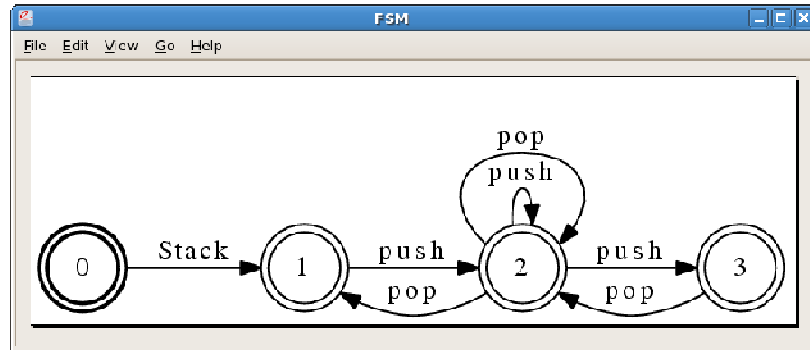 FSM
File Edit View Go Help
pop
push
Stack push push
0 1 2 3
pop pop